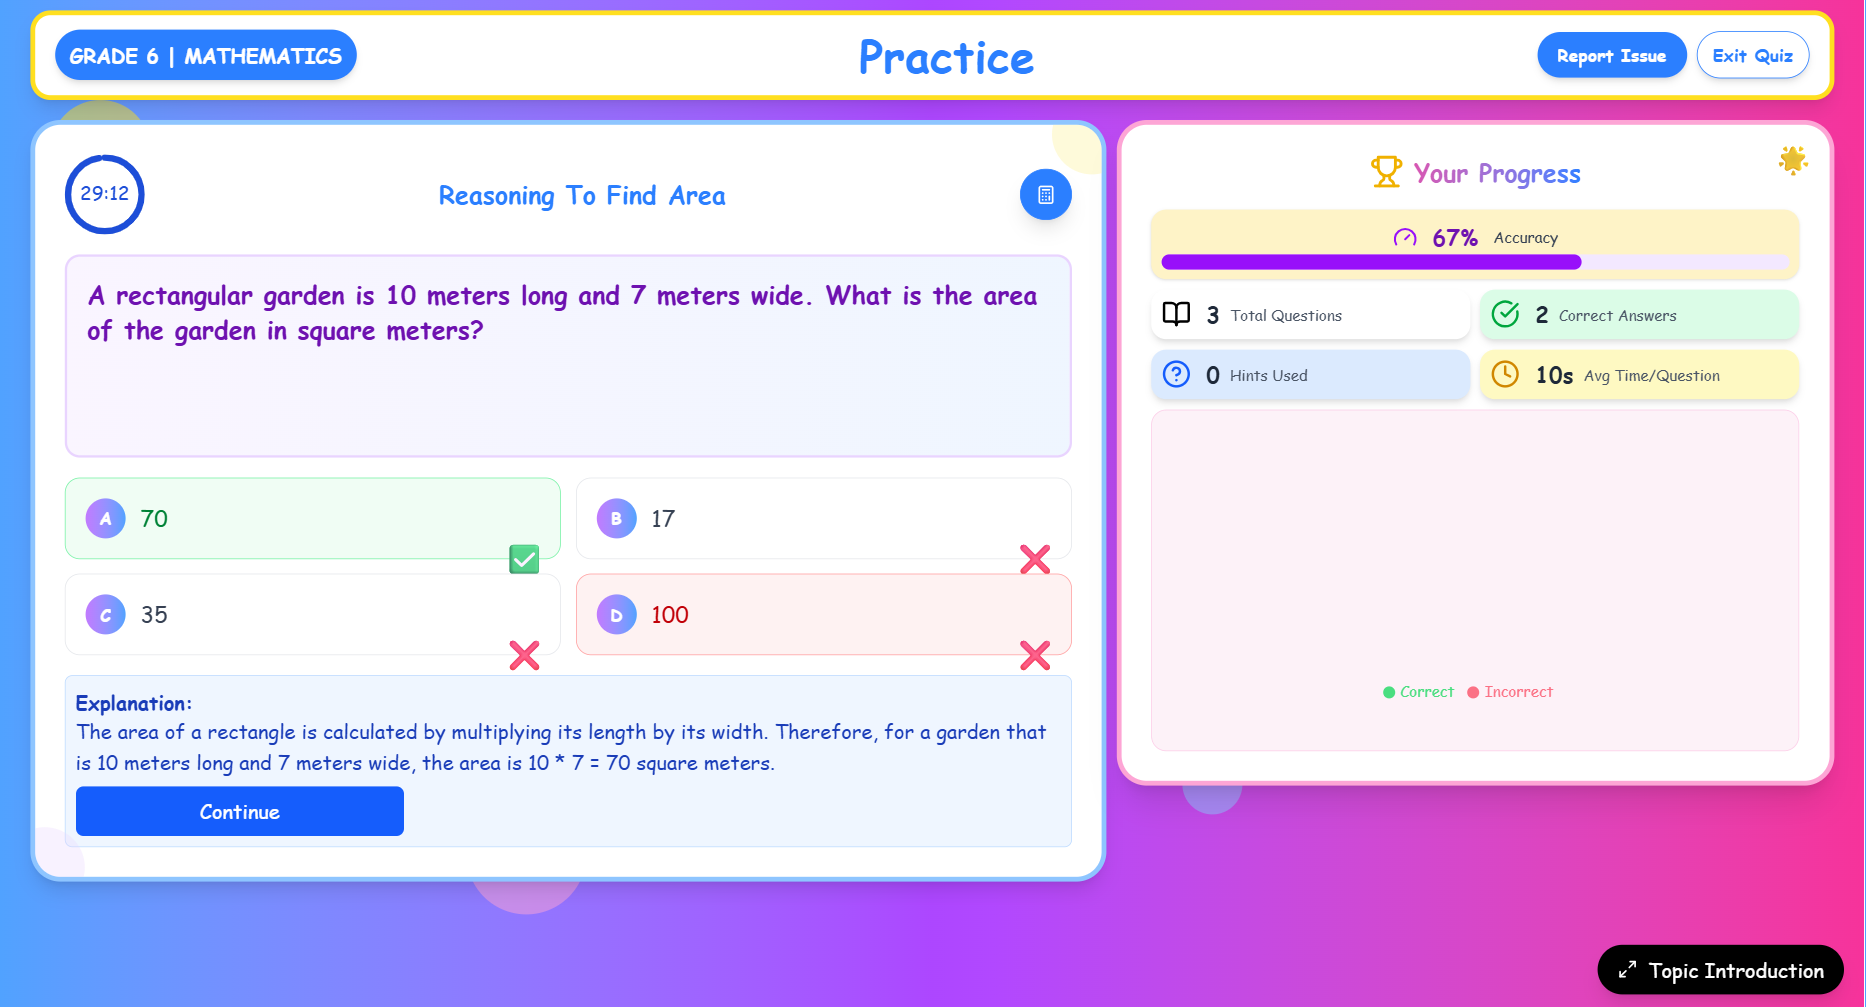 GRADE 6 | MATHEMATICS
Practice
Report Issue
Exit Quiz
29:12
Reasoning To Find Area
A rectangular garden is 10 meters long and 7 meters wide. What is the area
of the garden in square meters?
A 70
B 17
C 35
D 100
Explanation:
The area of a rectangle is calculated by multiplying its length by its width. Therefore, for a garden that
is 10 meters long and 7 meters wide, the area is 10 * 7 = 70 square meters.
Continue
Your Progress
67% Accuracy
3 Total Questions
2 Correct Answers
0 Hints Used
10s Avg Time/Question
Correct Incorrect
Topic Introduction